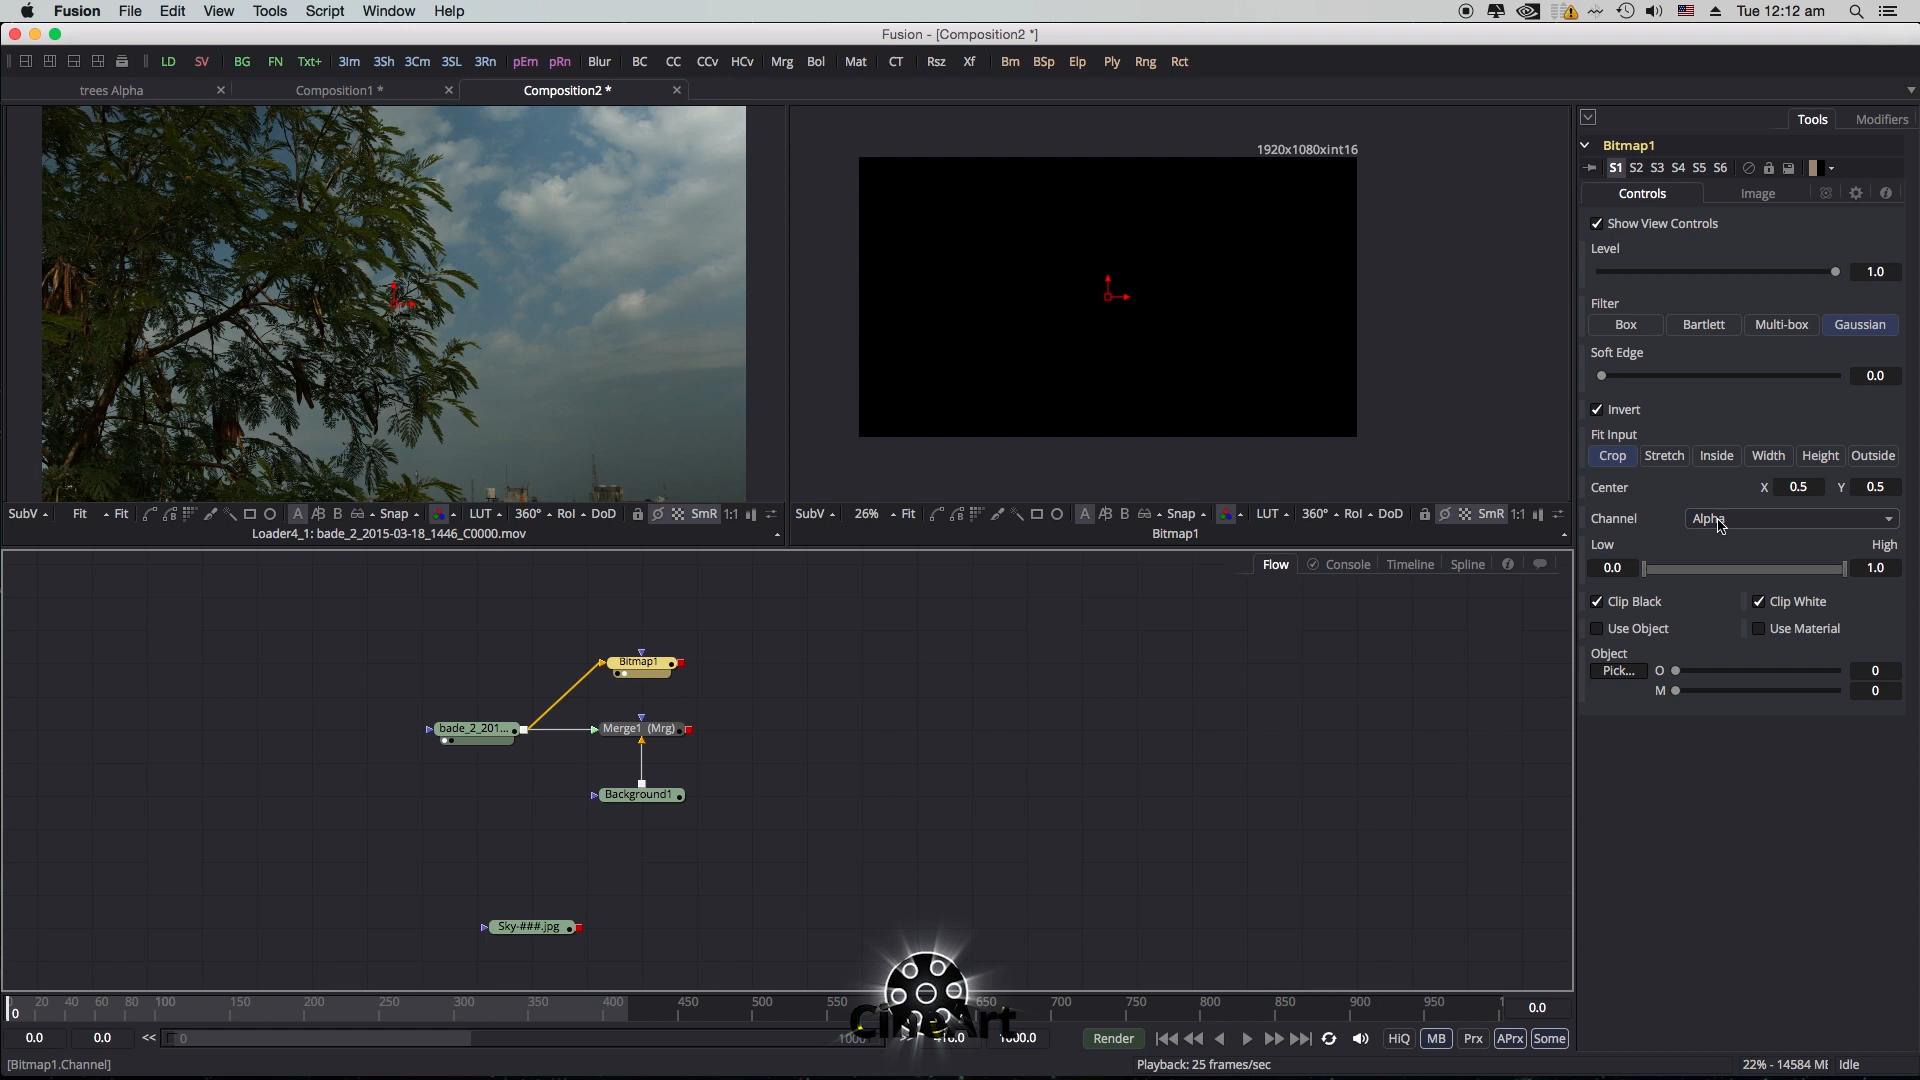 Fusion File Edit View Tools Script Window Help Tue 12:12 am
Fusion - [Composition2 *]
LD SV BG FN Txt+ 3Im 3Sh 3Cm 3SL 3Rn pEm pRn Blur BC CC CCv HCv Mrg Bol Mat CT Rsz Xf Bm BSp Elp Ply Rng Rct
trees Alpha Composition1 * Composition2 *
Tools Modifiers
1920x1080xint16
Bitmap1
S1 S2 S3 S4 S5 S6
Controls Image
Show View Controls
Level
1.0
Filter
Box Bartlett Multi-box Gaussian
Soft Edge
0.0
Invert
Fit Input
Crop Stretch Inside Width Height Outside
Center X 0.5 Y 0.5
Channel Alpha
Low High
0.0 1.0
Clip Black Clip White
Use Object Use Material
Object
Pick... O 0
M 0
SubV Fit Fit A B Snap LUT 360° RoI DoD SmR 1:1
Loader4_1: bade_2_2015-03-18_1446_C0000.mov
SubV 26% Fit A B Snap LUT 360° RoI DoD SmR 1:1
Bitmap1
Flow Console Timeline Spline
Bitmap1
bade_2_201... Merge1 (Mrg)
Background1
Sky-###.jpg
CineArt
0 20 40 60 80 100 150 200 250 300 350 400 450 500 550 650 700 750 800 850 900 950 0.0
0.0 0.0 << 0 1000.0 Render HiQ MB Prx APrx Some
[Bitmap1.Channel] Playback: 25 frames/sec 22% - 14584 ME Idle